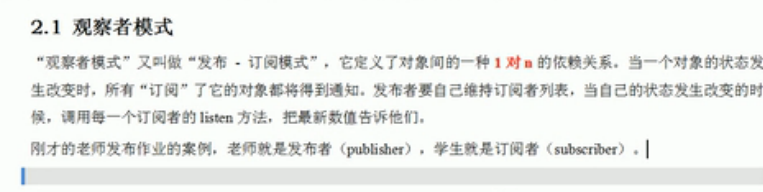 2.1 观察者模式
“观察者模式”又叫做“发布 - 订阅模式”，它定义了对象间的一种 1 对 n 的依赖关系。当一个对象的状态发
生改变时，所有“订阅”了它的对象都将得到通知。发布者要自己维持订阅者列表，当自己的状态发生改变的时
候，调用每一个订阅者的 listen 方法，把最新数值告诉他们。
刚才的老师发布作业的案例，老师就是发布者（publisher），学生就是订阅者（subscriber）。